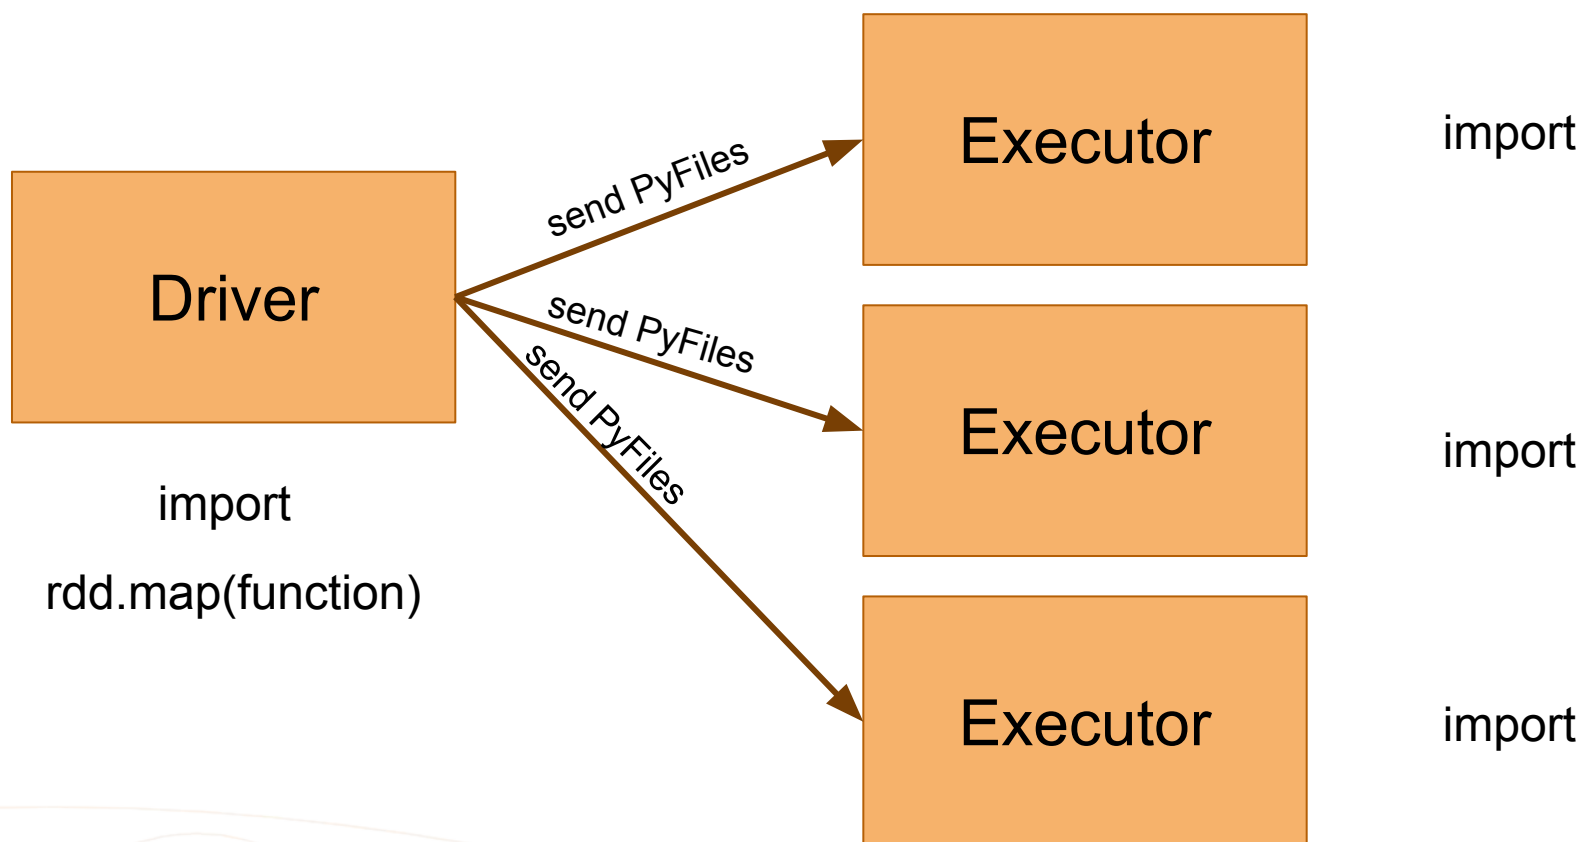 Driver
import
rdd.map(function)
send PyFiles
send PyFiles
send PyFiles
Executor
import
Executor
import
Executor
import